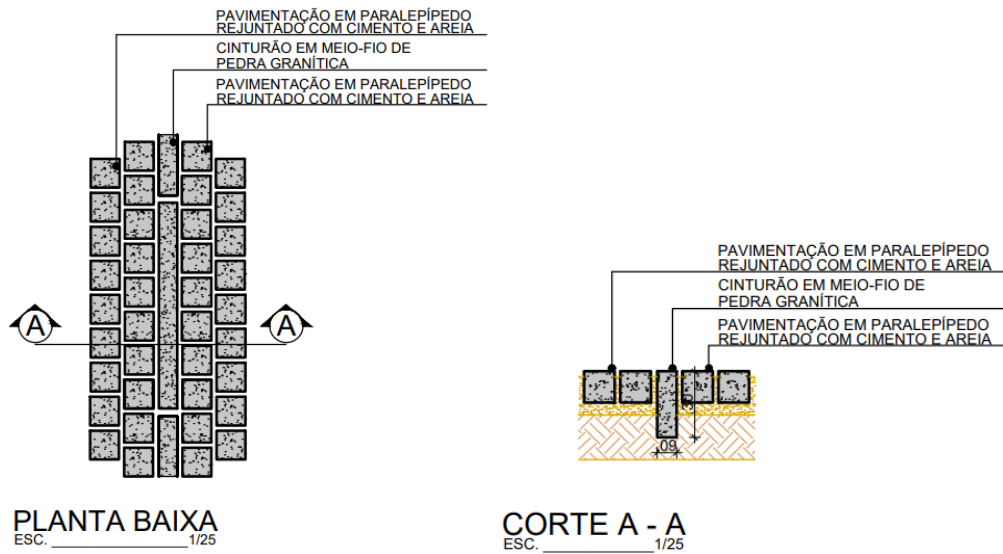 PAVIMENTAÇÃO EM PARALEPÍPEDO
REJUNTADO COM CIMENTO E AREIA
CINTURÃO EM MEIO-FIO DE
PEDRA GRANÍTICA
PAVIMENTAÇÃO EM PARALEPÍPEDO
REJUNTADO COM CIMENTO E AREIA
A
A
PLANTA BAIXA
ESC. 1/25
PAVIMENTAÇÃO EM PARALEPÍPEDO
REJUNTADO COM CIMENTO E AREIA
CINTURÃO EM MEIO-FIO DE
PEDRA GRANÍTICA
PAVIMENTAÇÃO EM PARALEPÍPEDO
REJUNTADO COM CIMENTO E AREIA
.30
.09
CORTE A - A
ESC. 1/25